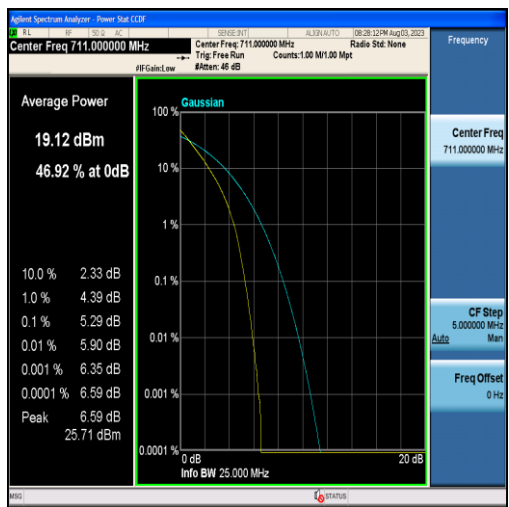 Agilent Spectrum Analyzer - Power Stat CCDF
RL RF 50 Ω AC SENSE:INT ALIGN AUTO 08:28:12 PM Aug 03, 2023
Center Freq 711.000000 MHz
Center Freq: 711.000000 MHz
Radio Std: None
Trig: Free Run
Counts:1.00 M/1.00 Mpt
#IFGain:Low
#Atten: 46 dB
Frequency
Average Power
19.12 dBm
46.92 % at 0dB
10.0 % 2.33 dB
1.0 % 4.39 dB
0.1 % 5.29 dB
0.01 % 5.90 dB
0.001 % 6.35 dB
0.0001 % 6.59 dB
Peak 6.59 dB
25.71 dBm
Gaussian
100 %
10 %
1 %
0.1 %
0.01 %
0.001 %
0.0001 %
0 dB
20 dB
Info BW 25.000 MHz
Center Freq
711.000000 MHz
CF Step
5.000000 MHz
Auto Man
Freq Offset
0 Hz
MSG
STATUS